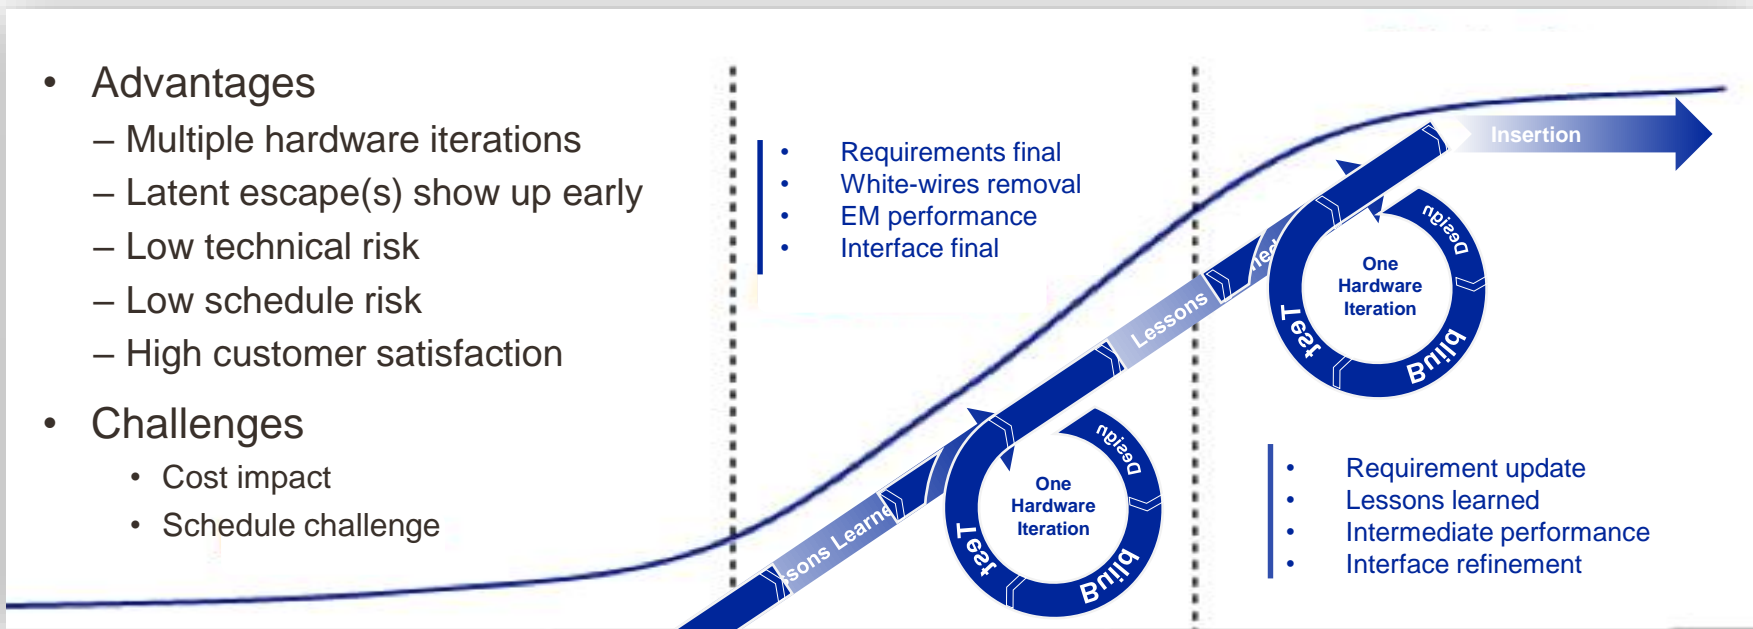 • Advantages
– Multiple hardware iterations
– Latent escape(s) show up early
– Low technical risk
– Low schedule risk
– High customer satisfaction
• Challenges
• Cost impact
• Schedule challenge
• Requirements final
• White-wires removal
• EM performance
• Interface final
Insertion
Design
One
Hardware
Iteration
Test
Build
Lessons
Design
One
Hardware
Iteration
Test
Build
ssons Learne
• Requirement update
• Lessons learned
• Intermediate performance
• Interface refinement